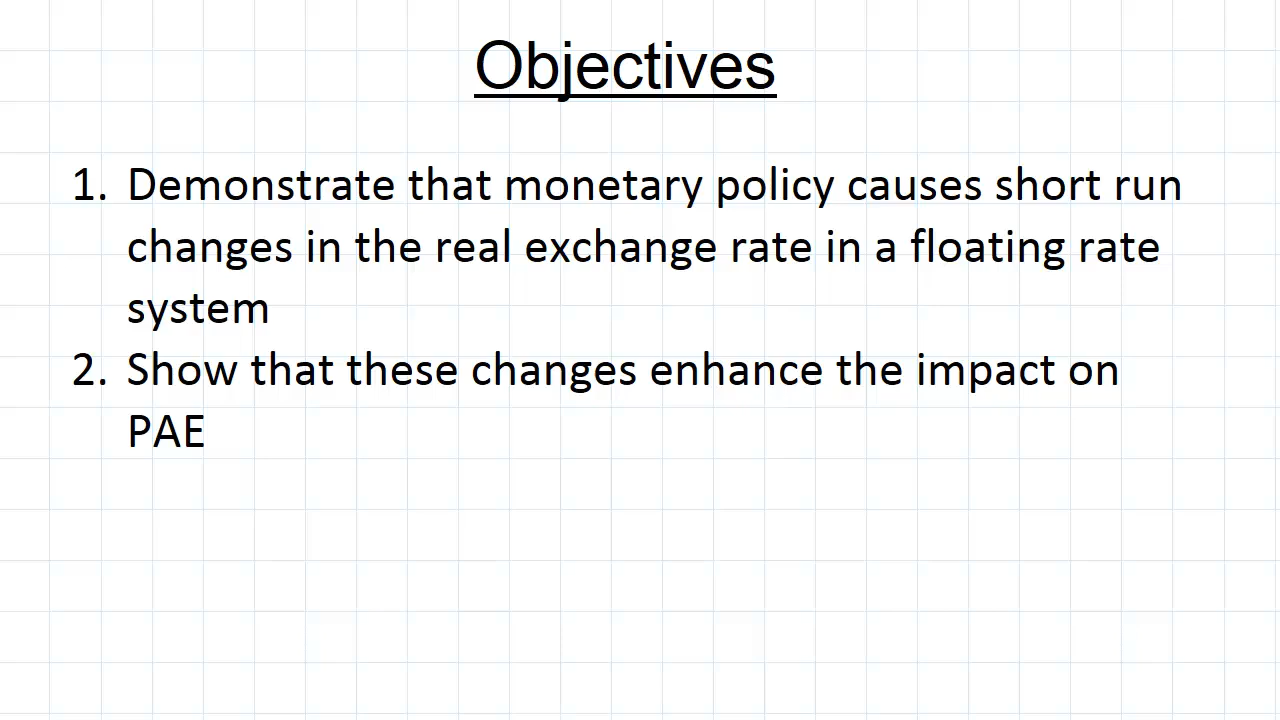 Objectives
1. Demonstrate that monetary policy causes short run
changes in the real exchange rate in a floating rate
system
2. Show that these changes enhance the impact on
PAE